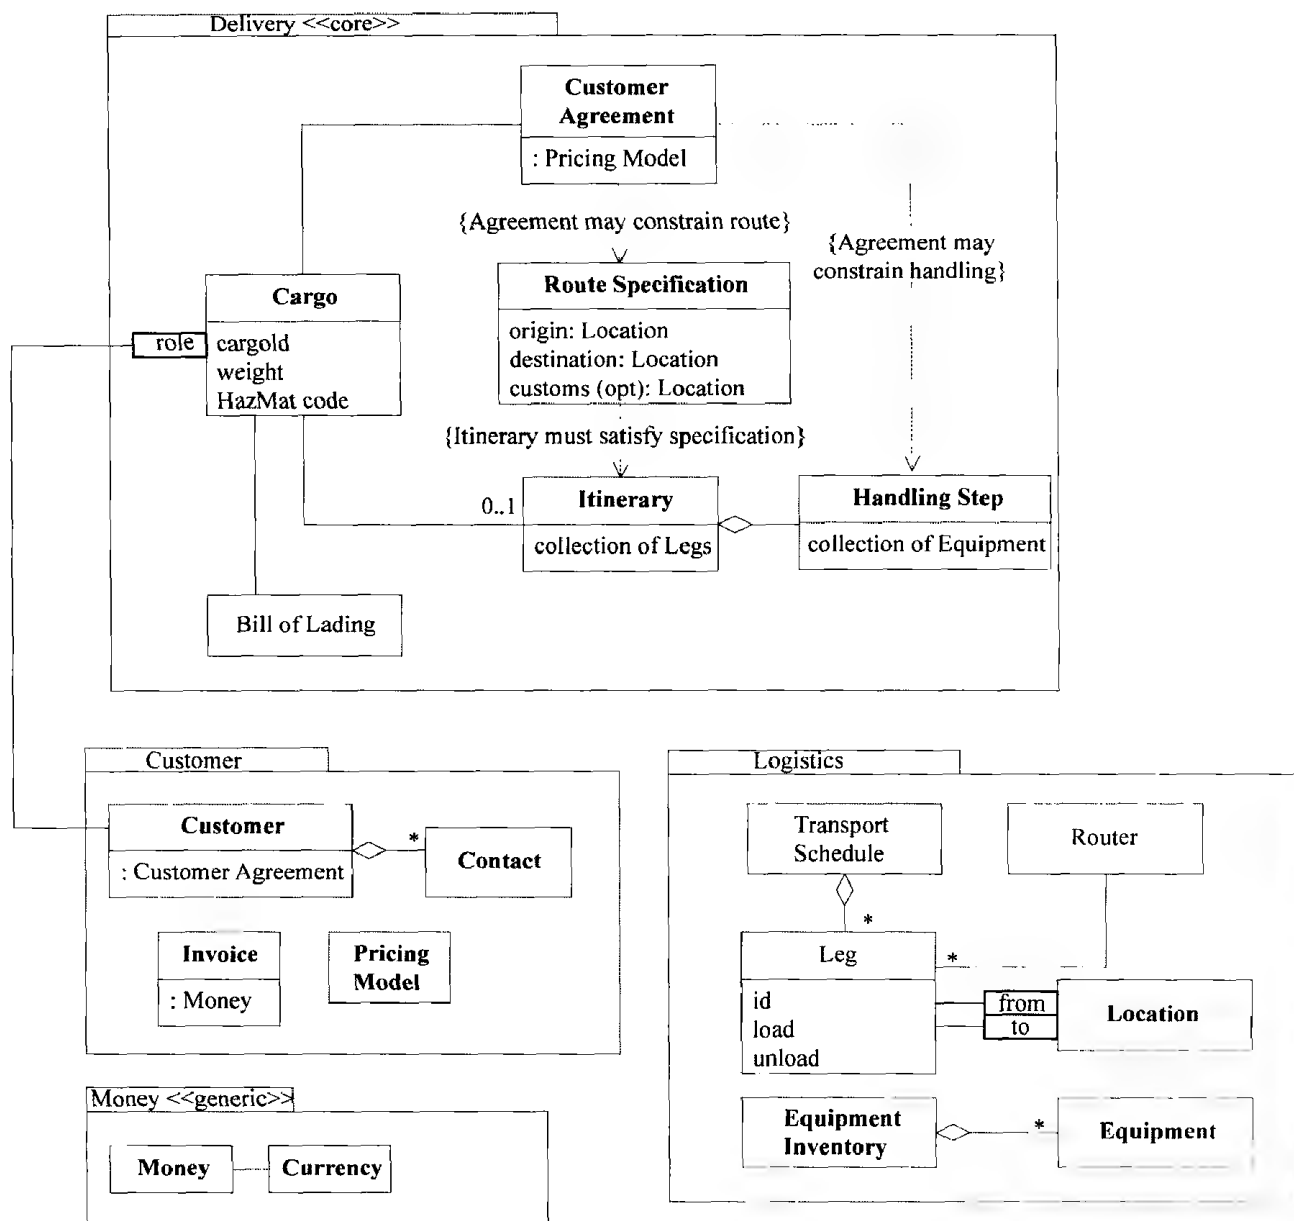 Delivery <<core>>
Customer
Agreement
: Pricing Model
{Agreement may constrain route}
{Agreement may
constrain handling}
Route Specification
origin: Location
destination: Location
customs (opt): Location
Cargo
role
cargold
weight
HazMat code
{Itinerary must satisfy specification}
0..1
Itinerary
collection of Legs
Handling Step
collection of Equipment
Bill of Lading
Customer
Customer
: Customer Agreement
*
Contact
Invoice
: Money
Pricing
Model
Money <<generic>>
Money
Currency
Logistics
Transport
Schedule
Router
*
Leg
*
id
load
unload
from
to
Location
Equipment
Inventory
*
Equipment